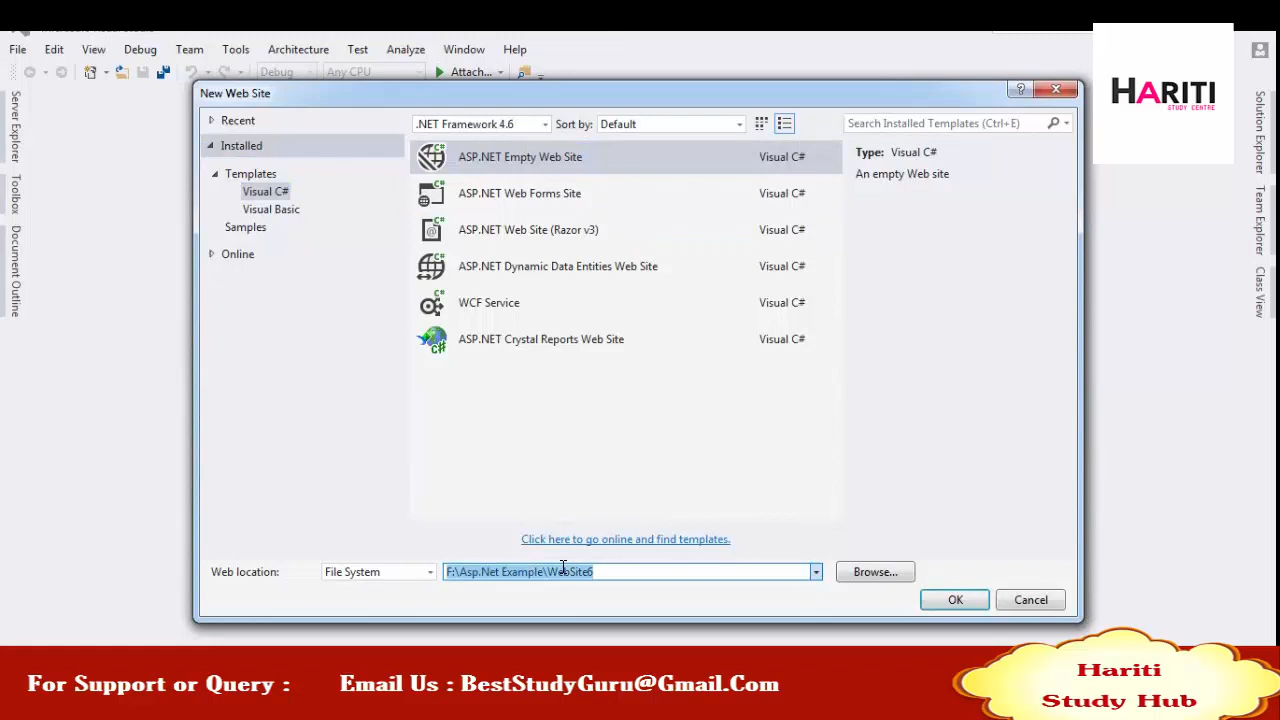 File Edit View Debug Team Tools Architecture Test Analyze Window Help
Debug Any CPU Attach...
New Web Site
HARITI
STUDY CENTRE
Server Explorer
Toolbox
Document Outline
Recent
Installed
Templates
Visual C#
Visual Basic
Samples
Online
.NET Framework 4.6 Sort by: Default
Search Installed Templates (Ctrl+E)
ASP.NET Empty Web Site Visual C#
ASP.NET Web Forms Site Visual C#
ASP.NET Web Site (Razor v3) Visual C#
ASP.NET Dynamic Data Entities Web Site Visual C#
WCF Service Visual C#
ASP.NET Crystal Reports Web Site Visual C#
Type: Visual C#
An empty Web site
Solution Explorer
Team Explorer
Class View
Click here to go online and find templates.
Web location: File System F:\Asp.Net Example\WebSite6 Browse...
OK Cancel
For Support or Query : Email Us : BestStudyGuru@Gmail.Com
Hariti
Study Hub